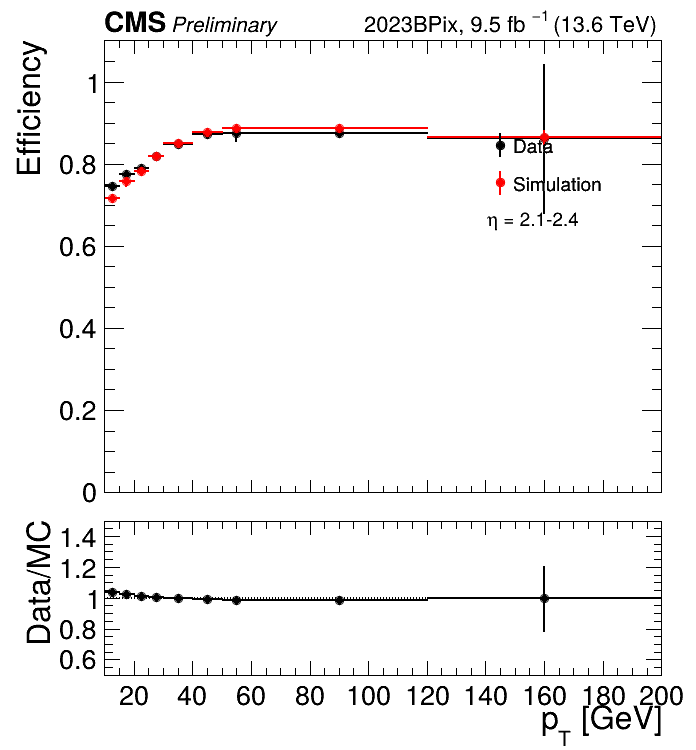 CMS Preliminary 2023BPix, 9.5 fb ⁻¹ (13.6 TeV)
Efficiency
1
0.8
0.6
0.4
0.2
0
Data
Simulation
η = 2.1-2.4
Data/MC
1.4
1.2
1
0.8
0.6
20 40 60 80 100 120 140 160 180 200
p_T [GeV]